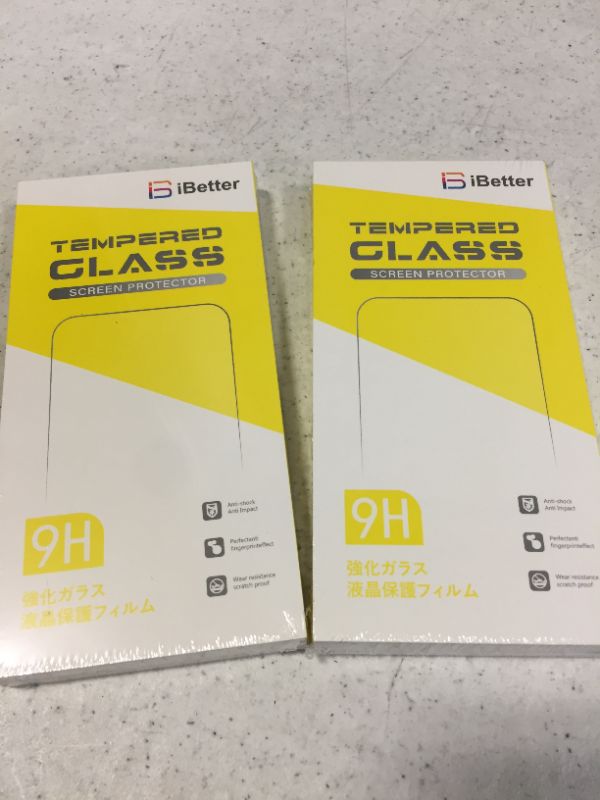 iBetter
TEMPERED
GLASS
SCREEN PROTECTOR
9H
Anti-shock
Anti Impact
Perfectanti
fingerprinteffect
Wear resistance
scratch proof
強化ガラス
液晶保護フィルム
iBetter
TEMPERED
GLASS
SCREEN PROTECTOR
9H
Anti-shock
Anti Impact
Perfectanti
fingerprinteffect
Wear resistance
scratch proof
強化ガラス
液晶保護フィルム